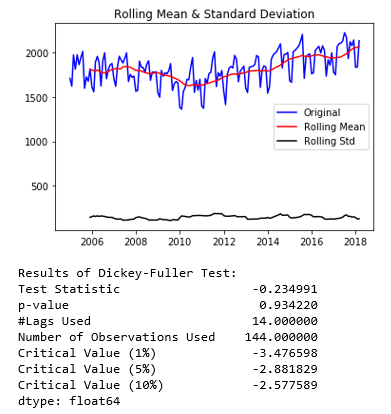 Rolling Mean & Standard Deviation
2000
1500
1000
500
Original
Rolling Mean
Rolling Std
2006 2008 2010 2012 2014 2016 2018
Results of Dickey-Fuller Test:
Test Statistic -0.234991
p-value 0.934220
#Lags Used 14.000000
Number of Observations Used 144.000000
Critical Value (1%) -3.476598
Critical Value (5%) -2.881829
Critical Value (10%) -2.577589
dtype: float64